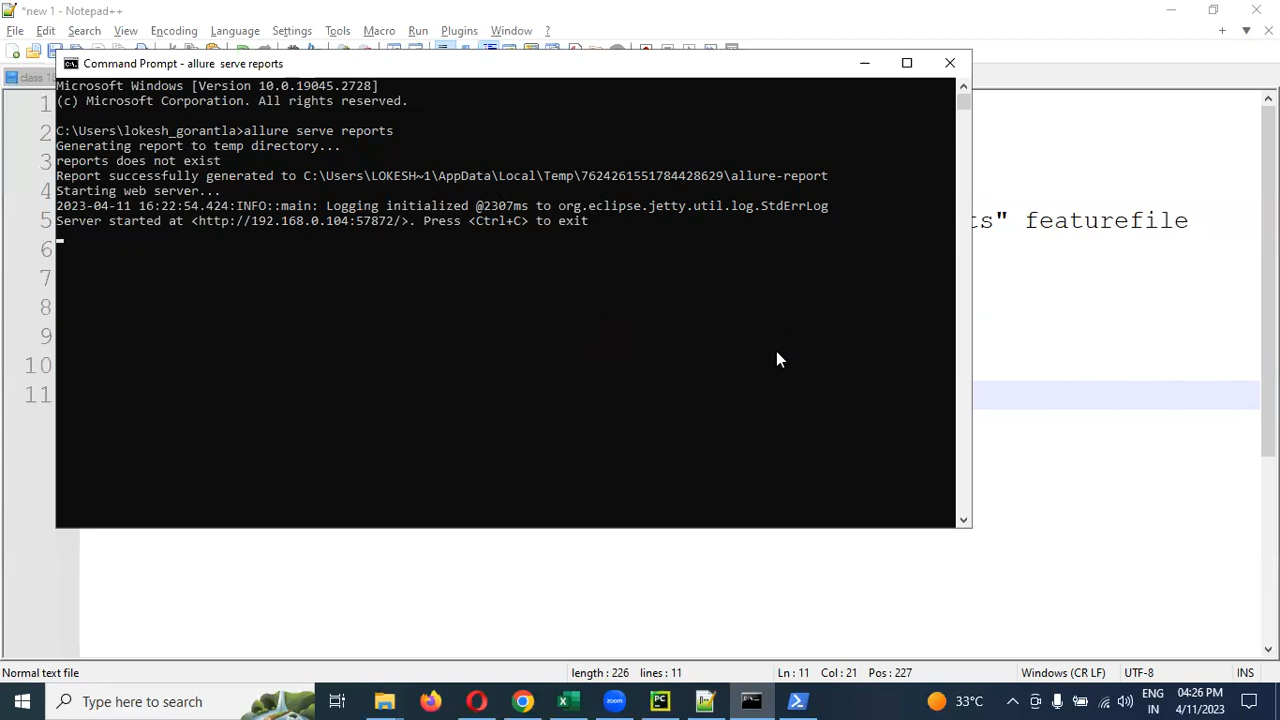 *new 1 - Notepad++
File Edit Search View Encoding Language Settings Tools Macro Run Plugins Window ?
class 18
Command Prompt - allure  serve reports
Microsoft Windows [Version 10.0.19045.2728]
(c) Microsoft Corporation. All rights reserved.
C:\Users\lokesh_gorantla>allure serve reports
Generating report to temp directory...
reports does not exist
Report successfully generated to C:\Users\LOKESH~1\AppData\Local\Temp\7624261551784428629\allure-report
Starting web server...
2023-04-11 16:22:54.424:INFO::main: Logging initialized @2307ms to org.eclipse.jetty.util.log.StdErrLog
Server started at <http://192.168.0.104:57872/>. Press <Ctrl+C> to exit
1
2
3
4
5 ts" featurefile
6
7
8
9
10
11
Normal text file length : 226 lines : 11 Ln : 11 Col : 21 Pos : 227 Windows (CR LF) UTF-8 INS
Type here to search
33°C
ENG
IN
04:26 PM
4/11/2023